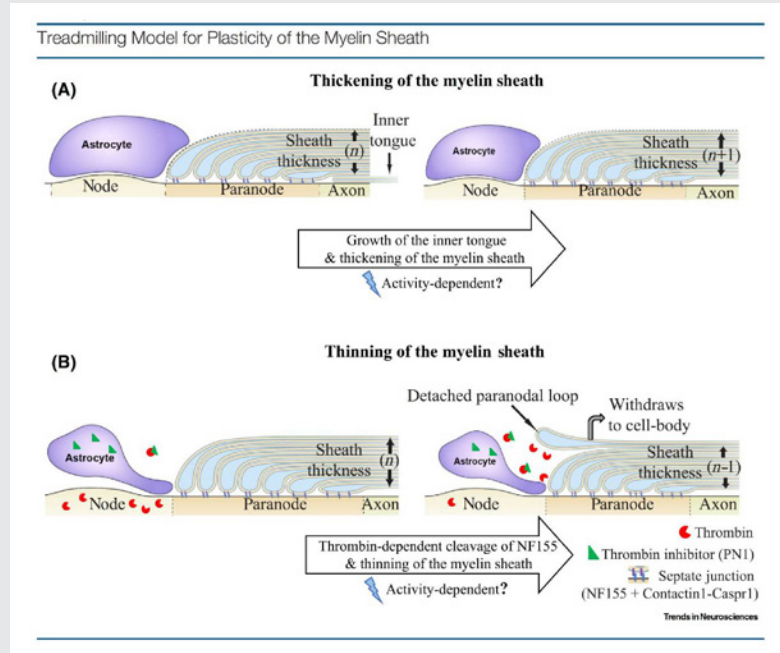 Treadmilling Model for Plasticity of the Myelin Sheath
(A)
Thickening of the myelin sheath
Astrocyte
Sheath
thickness
(n)
Inner
tongue
Node
Paranode
Axon
Astrocyte
Sheath
thickness
(n+1)
Node
Paranode
Axon
Growth of the inner tongue
& thickening of the myelin sheath
Activity-dependent?
(B)
Thinning of the myelin sheath
Astrocyte
Sheath
thickness
(n)
Node
Paranode
Axon
Detached paranodal loop
Withdraws
to cell-body
Astrocyte
Sheath
thickness
(n–1)
Node
Paranode
Axon
Thrombin-dependent cleavage of NF155
& thinning of the myelin sheath
Activity-dependent?
Thrombin
Thrombin inhibitor (PN1)
Septate junction
(NF155 + Contactin1-Caspr1)
Trends in Neurosciences